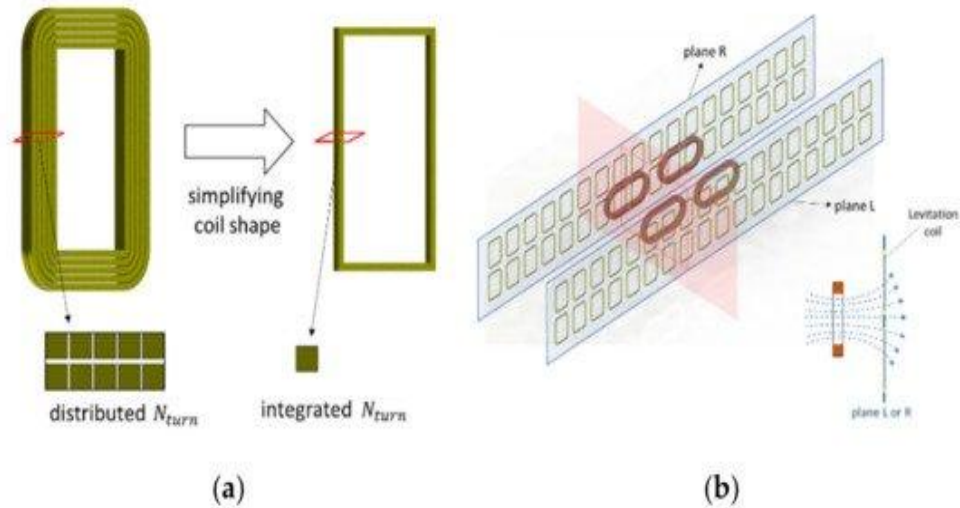 simplifying
coil shape
distributed N_turn
integrated N_turn
(a)
plane R
plane L
Levitation
coil
plane L or R
(b)